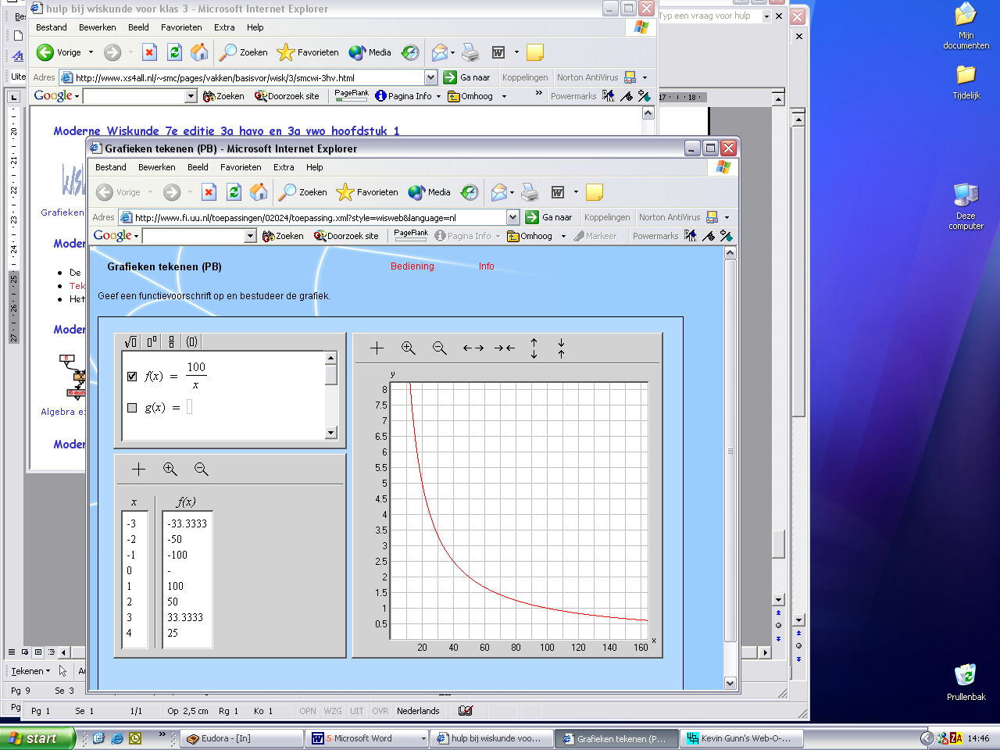 hulp bij wiskunde voor klas 3 - Microsoft Internet Explorer
Typ een vraag voor hulp
Bestand Bewerken Beeld Favorieten Extra Help
Vorige Zoeken Favorieten Media
Adres http://www.xs4all.nl/~smc/pages/vakken/basisvor/wisk/3/smcwi-3hv.html Ga naar Koppelingen Norton AntiVirus
Google Zoeken Doorzoek site PageRank Pagina Info Omhoog » Powermarks
17 18
Moderne Wiskunde 7e editie 3a havo en 3a vwo hoofdstuk 1
Grafieken tekenen (PB) - Microsoft Internet Explorer
Bestand Bewerken Beeld Favorieten Extra Help
Vorige Zoeken Favorieten Media
Adres http://www.fi.uu.nl/toepassingen/02024/toepassing.xml?style=wisweb&language=nl Ga naar Koppelingen Norton AntiVirus
Google Zoeken Doorzoek site PageRank Pagina Info Omhoog Markeer Powermarks
Grafieken
Moder
De
Tek
Het
Moder
Algebra e
Moder
20
21
22
23
24
25
26
27
Grafieken tekenen (PB) Bediening Info
Geef een functievoorschrift op en bestudeer de grafiek.
f(x) = 100
x
g(x) =
x f(x)
-3 -33.3333
-2 -50
-1 -100
0 -
1 100
2 50
3 33.3333
4 25
y
8
7.5
7
6.5
6
5.5
5
4.5
4
3.5
3
2.5
2
1.5
1
0.5
20 40 60 80 100 120 140 160 x
Mijn documenten
Tijdelijk
Deze computer
Prullenbak
Tekenen
Pg 9 Se 3
Pg
Pg 1 Se 1 1/1 Op 2,5 cm Rg 1 Ko 1 OPN WZG UIT OVR Nederlands
start » Eudora - [In] 5 Microsoft Word hulp bij wiskunde voo... Grafieken tekenen (P... Kevin Gunn's Web-O-... 14:46